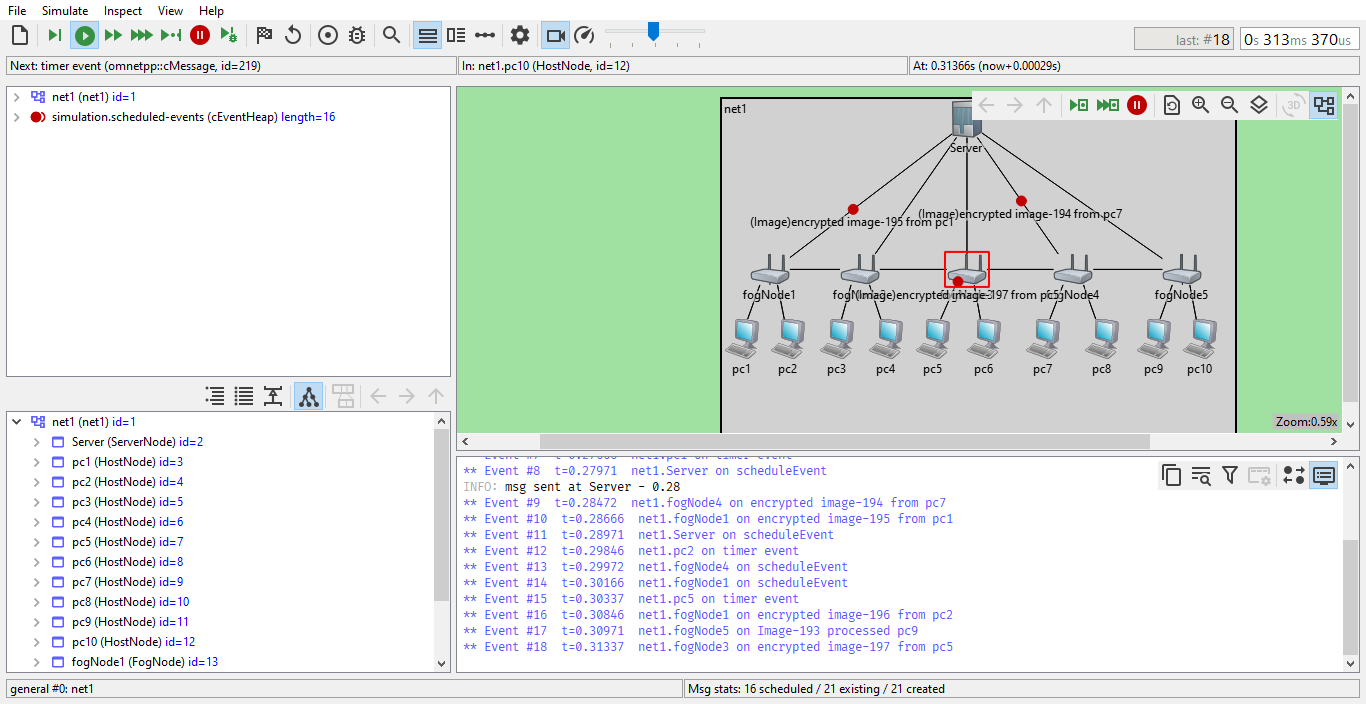 File Simulate Inspect View Help
last: #18
0s 313ms 370us
Next: timer event (omnetpp::cMessage, id=219)
In: net1.pc10 (HostNode, id=12)
At: 0.31366s (now+0.00029s)
net1 (net1) id=1
simulation.scheduled-events (cEventHeap) length=16
net1 (net1) id=1
Server (ServerNode) id=2
pc1 (HostNode) id=3
pc2 (HostNode) id=4
pc3 (HostNode) id=5
pc4 (HostNode) id=6
pc5 (HostNode) id=7
pc6 (HostNode) id=8
pc7 (HostNode) id=9
pc8 (HostNode) id=10
pc9 (HostNode) id=11
pc10 (HostNode) id=12
fogNode1 (FogNode) id=13
net1
3D
Server
(Image)encrypted image-195 from pc1
(Image)encrypted image-194 from pc7
fogNode1
(Image)encrypted image-197 from pc5
fogNode5
pc1 pc2 pc3 pc4 pc5 pc6 pc7 pc8 pc9 pc10
Zoom:0.59x
** Event #8 t=0.27971 net1.Server on scheduleEvent
INFO: msg sent at Server - 0.28
** Event #9 t=0.28472 net1.fogNode4 on encrypted image-194 from pc7
** Event #10 t=0.28666 net1.fogNode1 on encrypted image-195 from pc1
** Event #11 t=0.28971 net1.Server on scheduleEvent
** Event #12 t=0.29846 net1.pc2 on timer event
** Event #13 t=0.29972 net1.fogNode4 on scheduleEvent
** Event #14 t=0.30166 net1.fogNode1 on scheduleEvent
** Event #15 t=0.30337 net1.pc5 on timer event
** Event #16 t=0.30846 net1.fogNode1 on encrypted image-196 from pc2
** Event #17 t=0.30971 net1.fogNode5 on Image-193 processed pc9
** Event #18 t=0.31337 net1.fogNode3 on encrypted image-197 from pc5
general #0: net1
Msg stats: 16 scheduled / 21 existing / 21 created